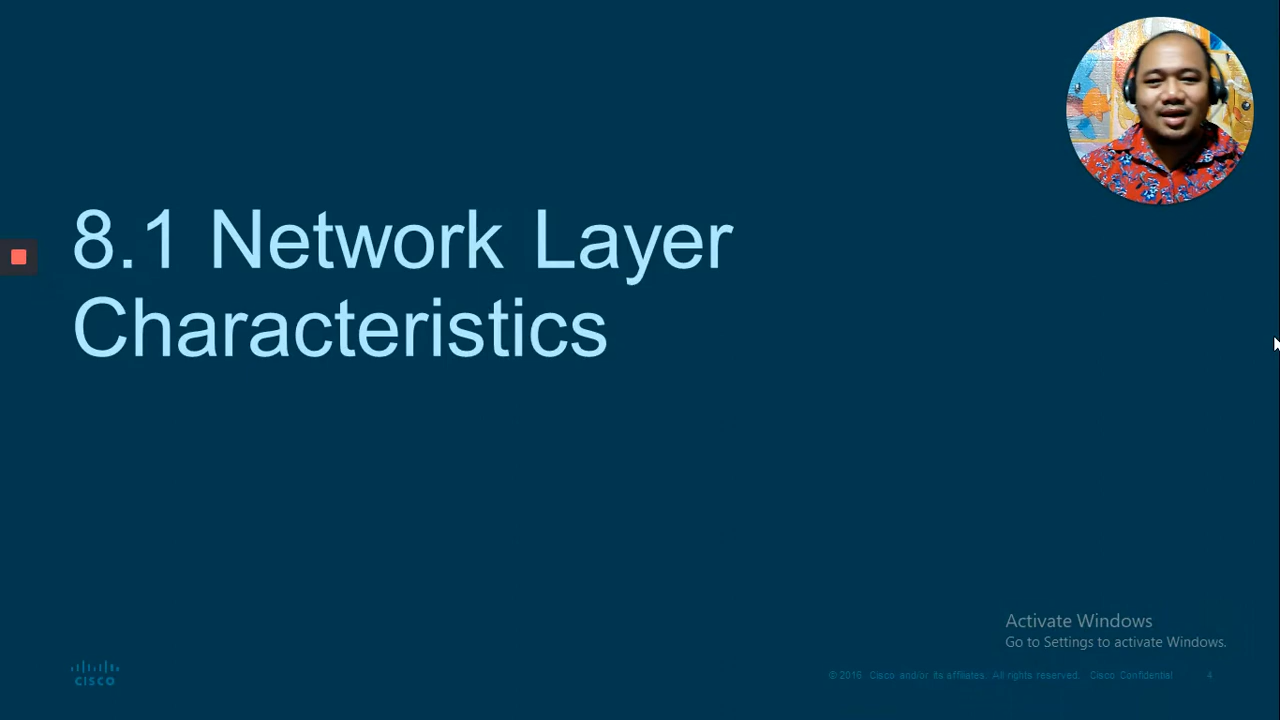 8.1 Network Layer
Characteristics
Activate Windows
Go to Settings to activate Windows.
CISCO
© 2016 Cisco and/or its affiliates. All rights reserved. Cisco Confidential 4